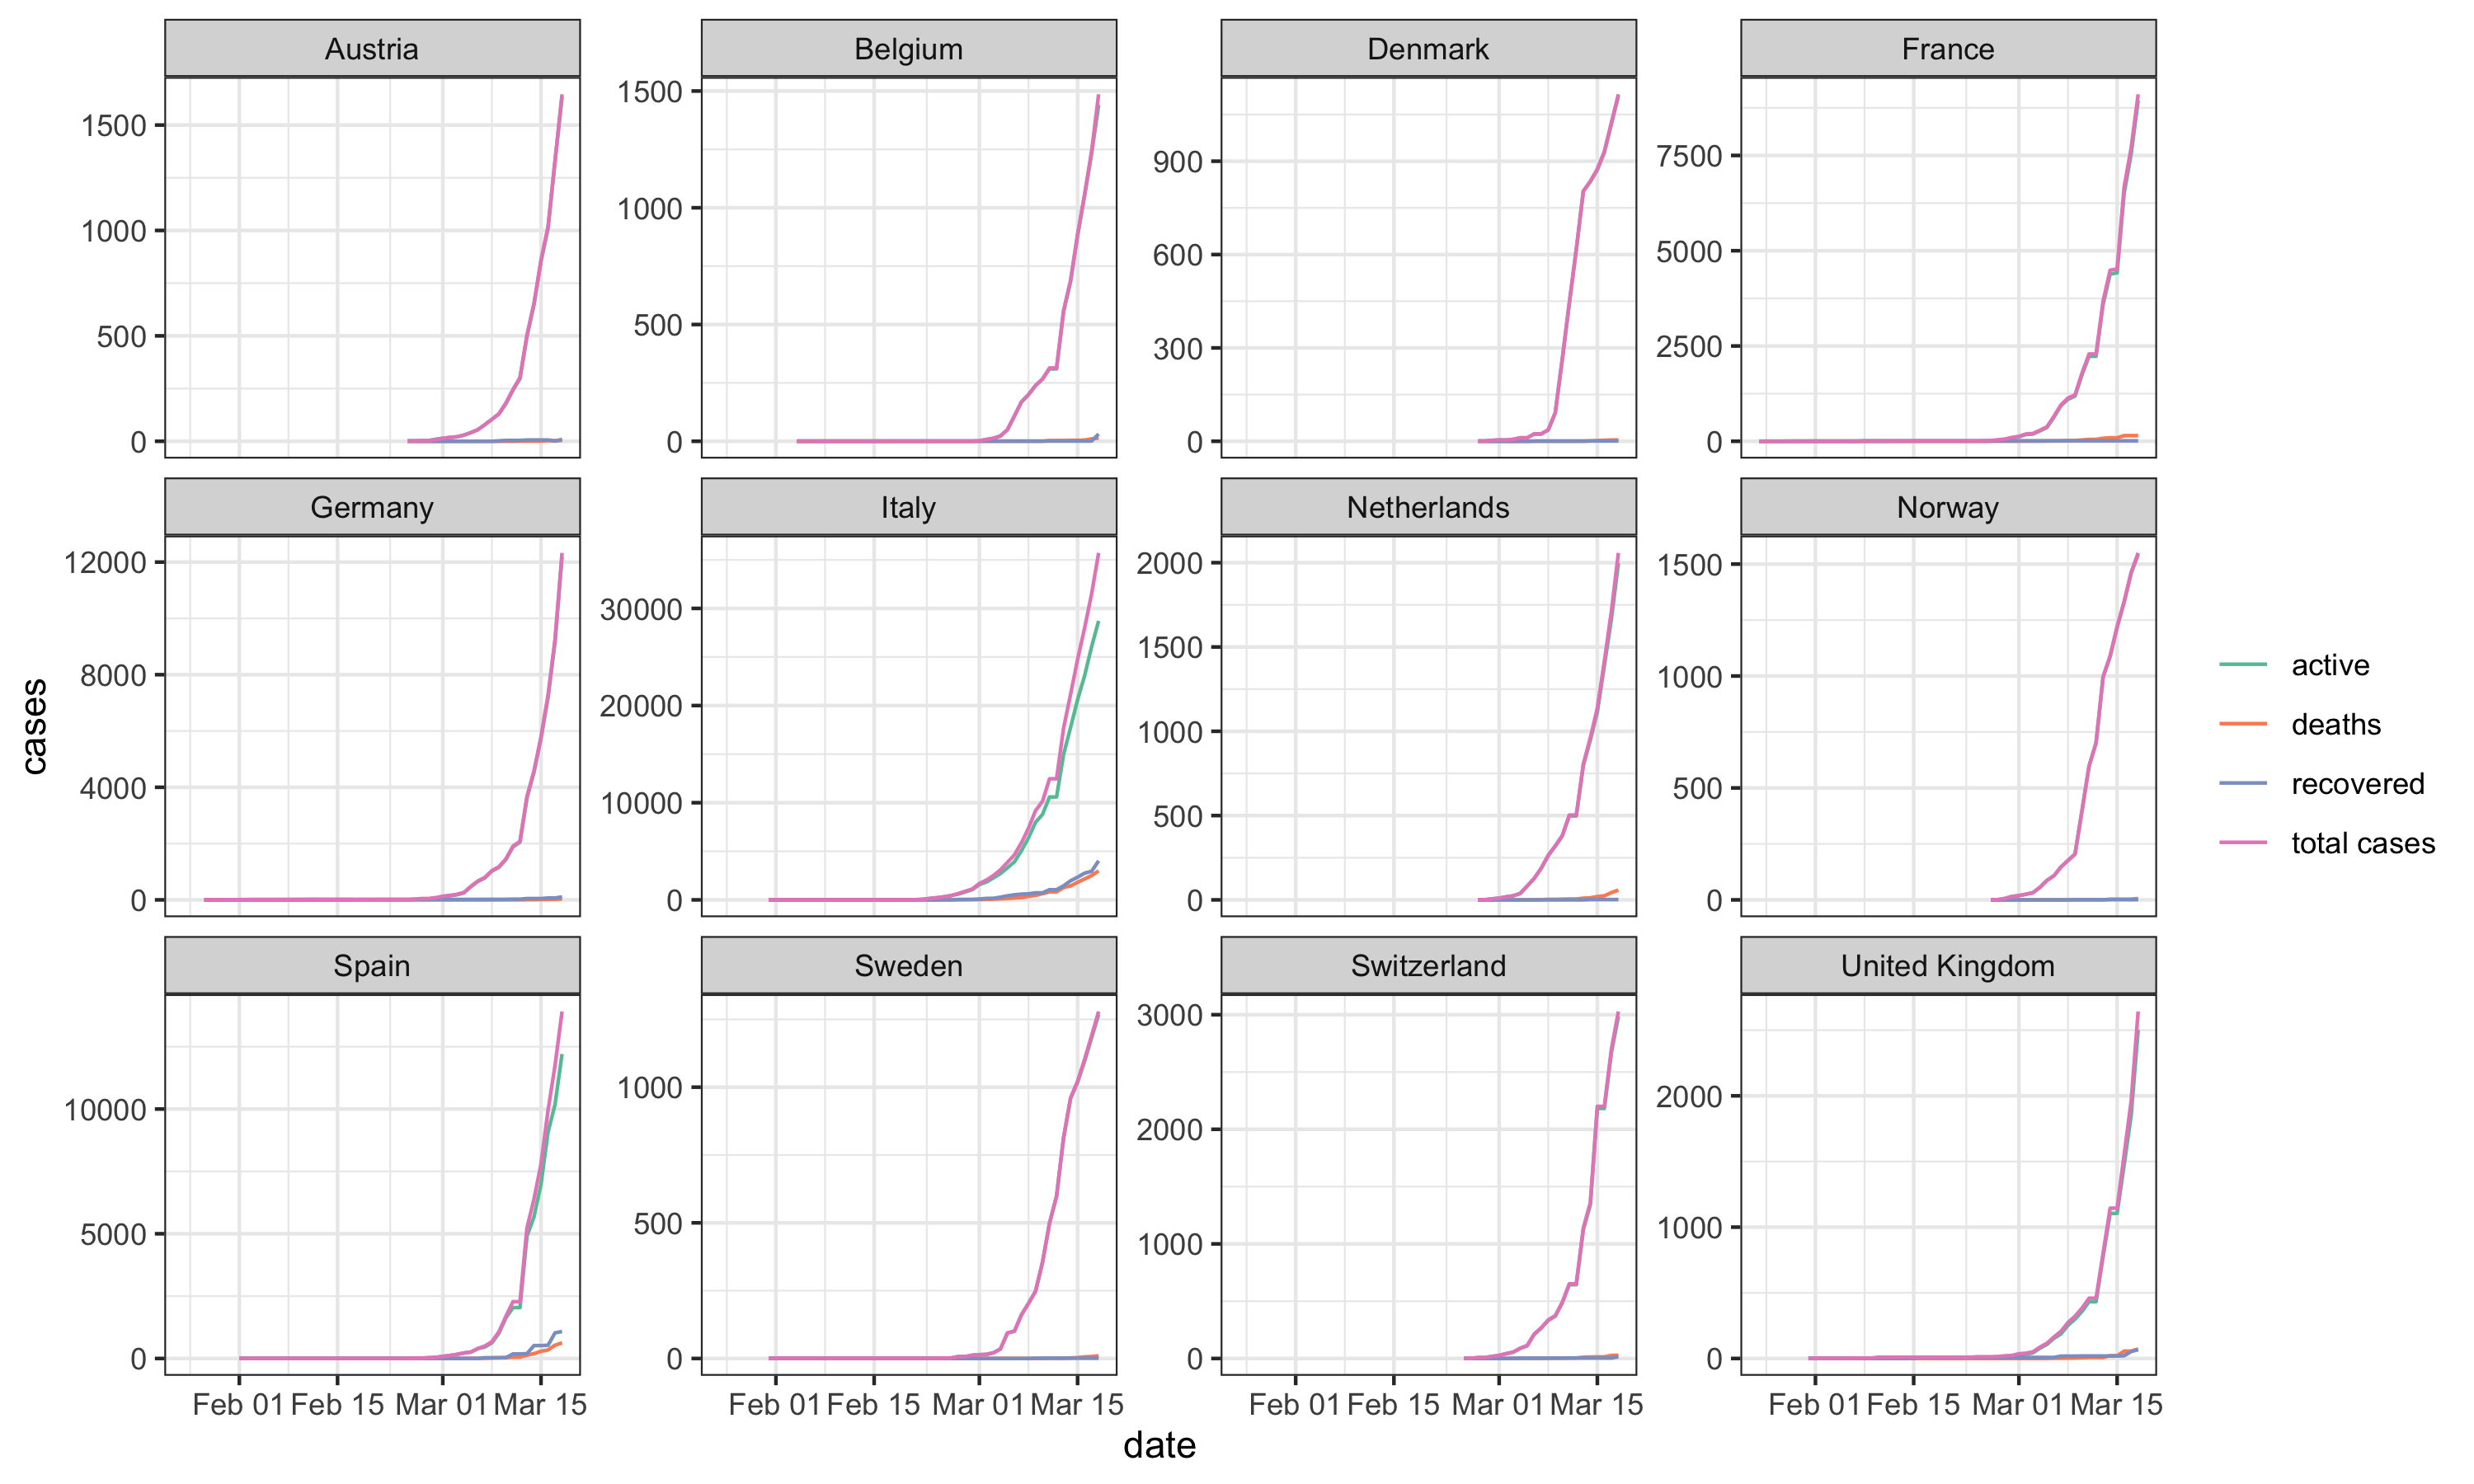 Austria
Belgium
Denmark
France
1500
1000
500
0
1500
1000
500
0
900
600
300
0
7500
5000
2500
0
Germany
Italy
Netherlands
Norway
12000
8000
4000
0
30000
20000
10000
0
2000
1500
1000
500
0
1500
1000
500
0
Spain
Sweden
Switzerland
United Kingdom
10000
5000
0
1000
500
0
3000
2000
1000
0
2000
1000
0
Feb 01 Feb 15 Mar 01 Mar 15
Feb 01 Feb 15 Mar 01 Mar 15
Feb 01 Feb 15 Mar 01 Mar 15
Feb 01 Feb 15 Mar 01 Mar 15
date
cases
active
deaths
recovered
total cases